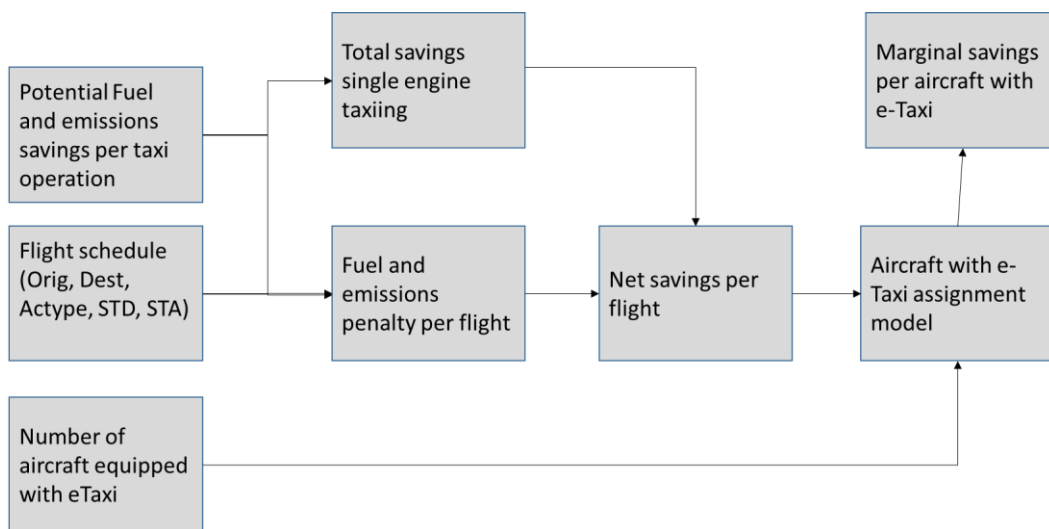 Potential Fuel
and emissions
savings per taxi
operation
Total savings
single engine
taxiing
Marginal savings
per aircraft with
e-Taxi
Flight schedule
(Orig, Dest,
Actype, STD, STA)
Fuel and
emissions
penalty per flight
Net savings per
flight
Aircraft with e-
Taxi assignment
model
Number of
aircraft equipped
with eTaxi